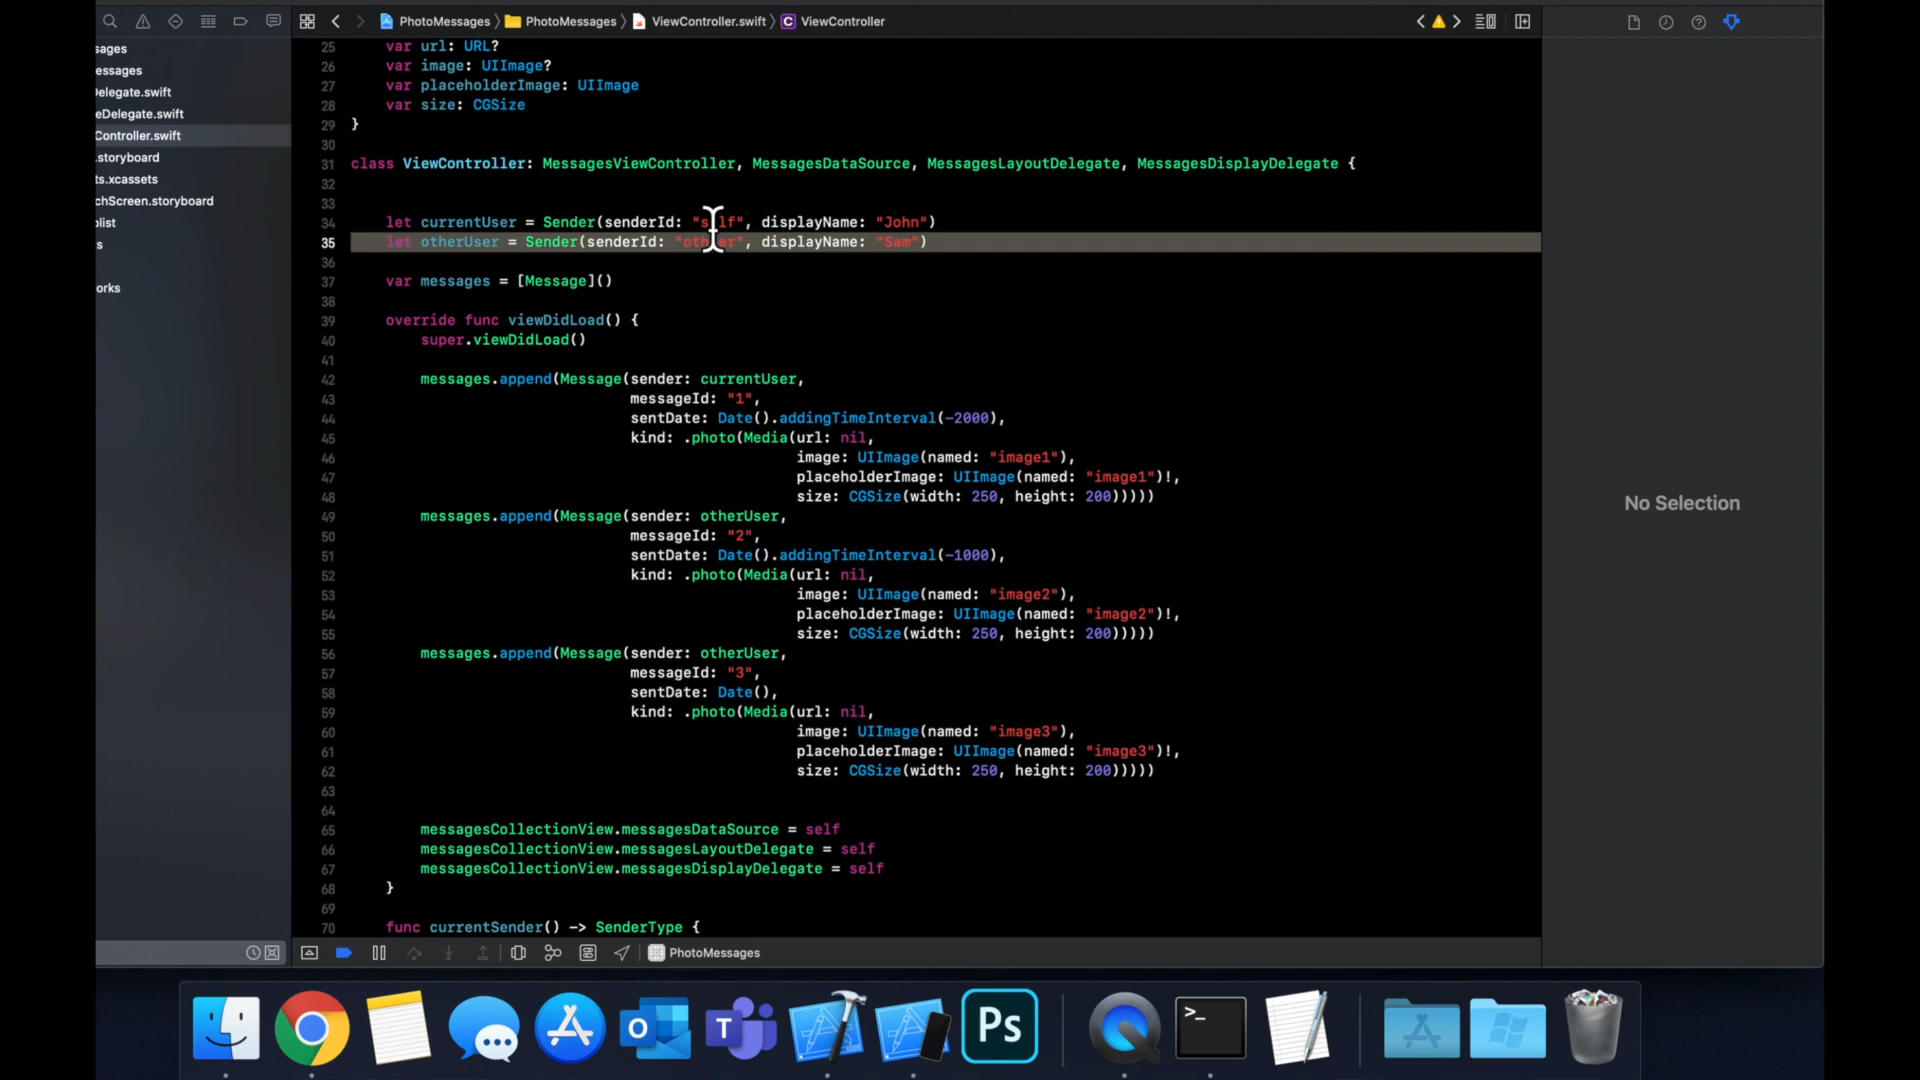 PhotoMessages PhotoMessages ViewController.swift C ViewController
sages
essages
Delegate.swift
eDelegate.swift
Controller.swift
.storyboard
ts.xcassets
chScreen.storyboard
plist
s
orks
25 var url: URL?
26 var image: UIImage?
27 var placeholderImage: UIImage
28 var size: CGSize
29 }
30
31 class ViewController: MessagesViewController, MessagesDataSource, MessagesLayoutDelegate, MessagesDisplayDelegate {
32
33
34 let currentUser = Sender(senderId: "self", displayName: "John")
35 let otherUser = Sender(senderId: "other", displayName: "Sam")
36
37 var messages = [Message]()
38
39 override func viewDidLoad() {
40 super.viewDidLoad()
41
42 messages.append(Message(sender: currentUser,
43 messageId: "1",
44 sentDate: Date().addingTimeInterval(-2000),
45 kind: .photo(Media(url: nil,
46 image: UIImage(named: "image1"),
47 placeholderImage: UIImage(named: "image1")!,
48 size: CGSize(width: 250, height: 200)))))
49 messages.append(Message(sender: otherUser,
50 messageId: "2",
51 sentDate: Date().addingTimeInterval(-1000),
52 kind: .photo(Media(url: nil,
53 image: UIImage(named: "image2"),
54 placeholderImage: UIImage(named: "image2")!,
55 size: CGSize(width: 250, height: 200)))))
56 messages.append(Message(sender: otherUser,
57 messageId: "3",
58 sentDate: Date(),
59 kind: .photo(Media(url: nil,
60 image: UIImage(named: "image3"),
61 placeholderImage: UIImage(named: "image3")!,
62 size: CGSize(width: 250, height: 200)))))
63
64
65 messagesCollectionView.messagesDataSource = self
66 messagesCollectionView.messagesLayoutDelegate = self
67 messagesCollectionView.messagesDisplayDelegate = self
68 }
69
70 func currentSender() -> SenderType {
No Selection
PhotoMessages
O
T
Ps
>_